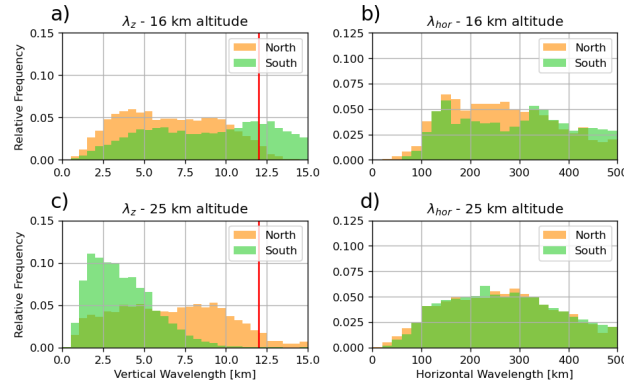 a)
λz - 16 km altitude
Relative Frequency
0.15
0.10
0.05
0.00
0.0 2.5 5.0 7.5 10.0 12.5 15.0
North
South
b)
λhor - 16 km altitude
0.125
0.100
0.075
0.050
0.025
0.000
0 100 200 300 400 500
North
South
c)
λz - 25 km altitude
Relative Frequency
0.15
0.10
0.05
0.00
0.0 2.5 5.0 7.5 10.0 12.5 15.0
Vertical Wavelength [km]
North
South
d)
λhor - 25 km altitude
0.125
0.100
0.075
0.050
0.025
0.000
0 100 200 300 400 500
Horizontal Wavelength [km]
North
South